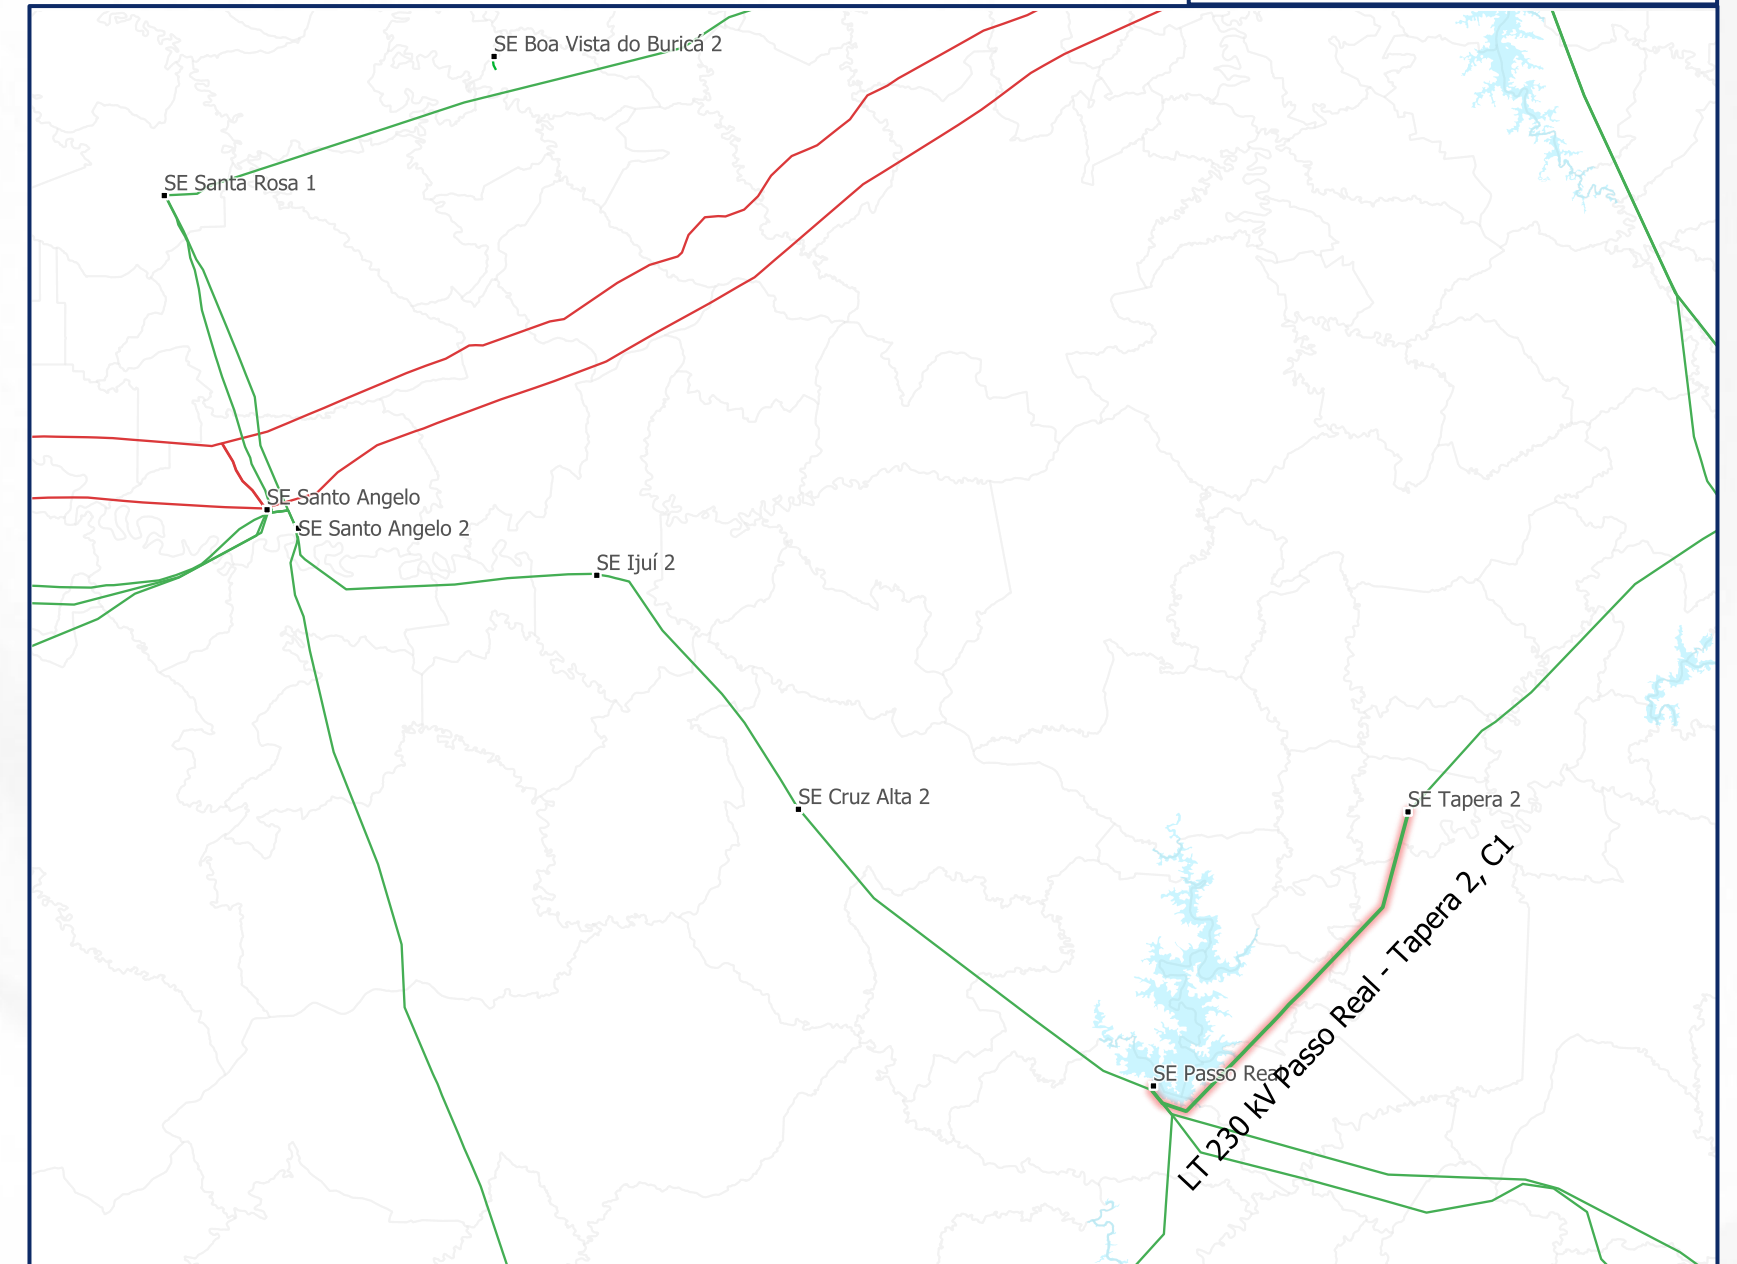 SE Boa Vista do Buricá 2
SE Santa Rosa 1
SE Santo Angelo
SE Santo Angelo 2
SE Ijuí 2
SE Cruz Alta 2
SE Tapera 2
SE Passo Real
LT 230 kV Passo Real - Tapera 2, C1